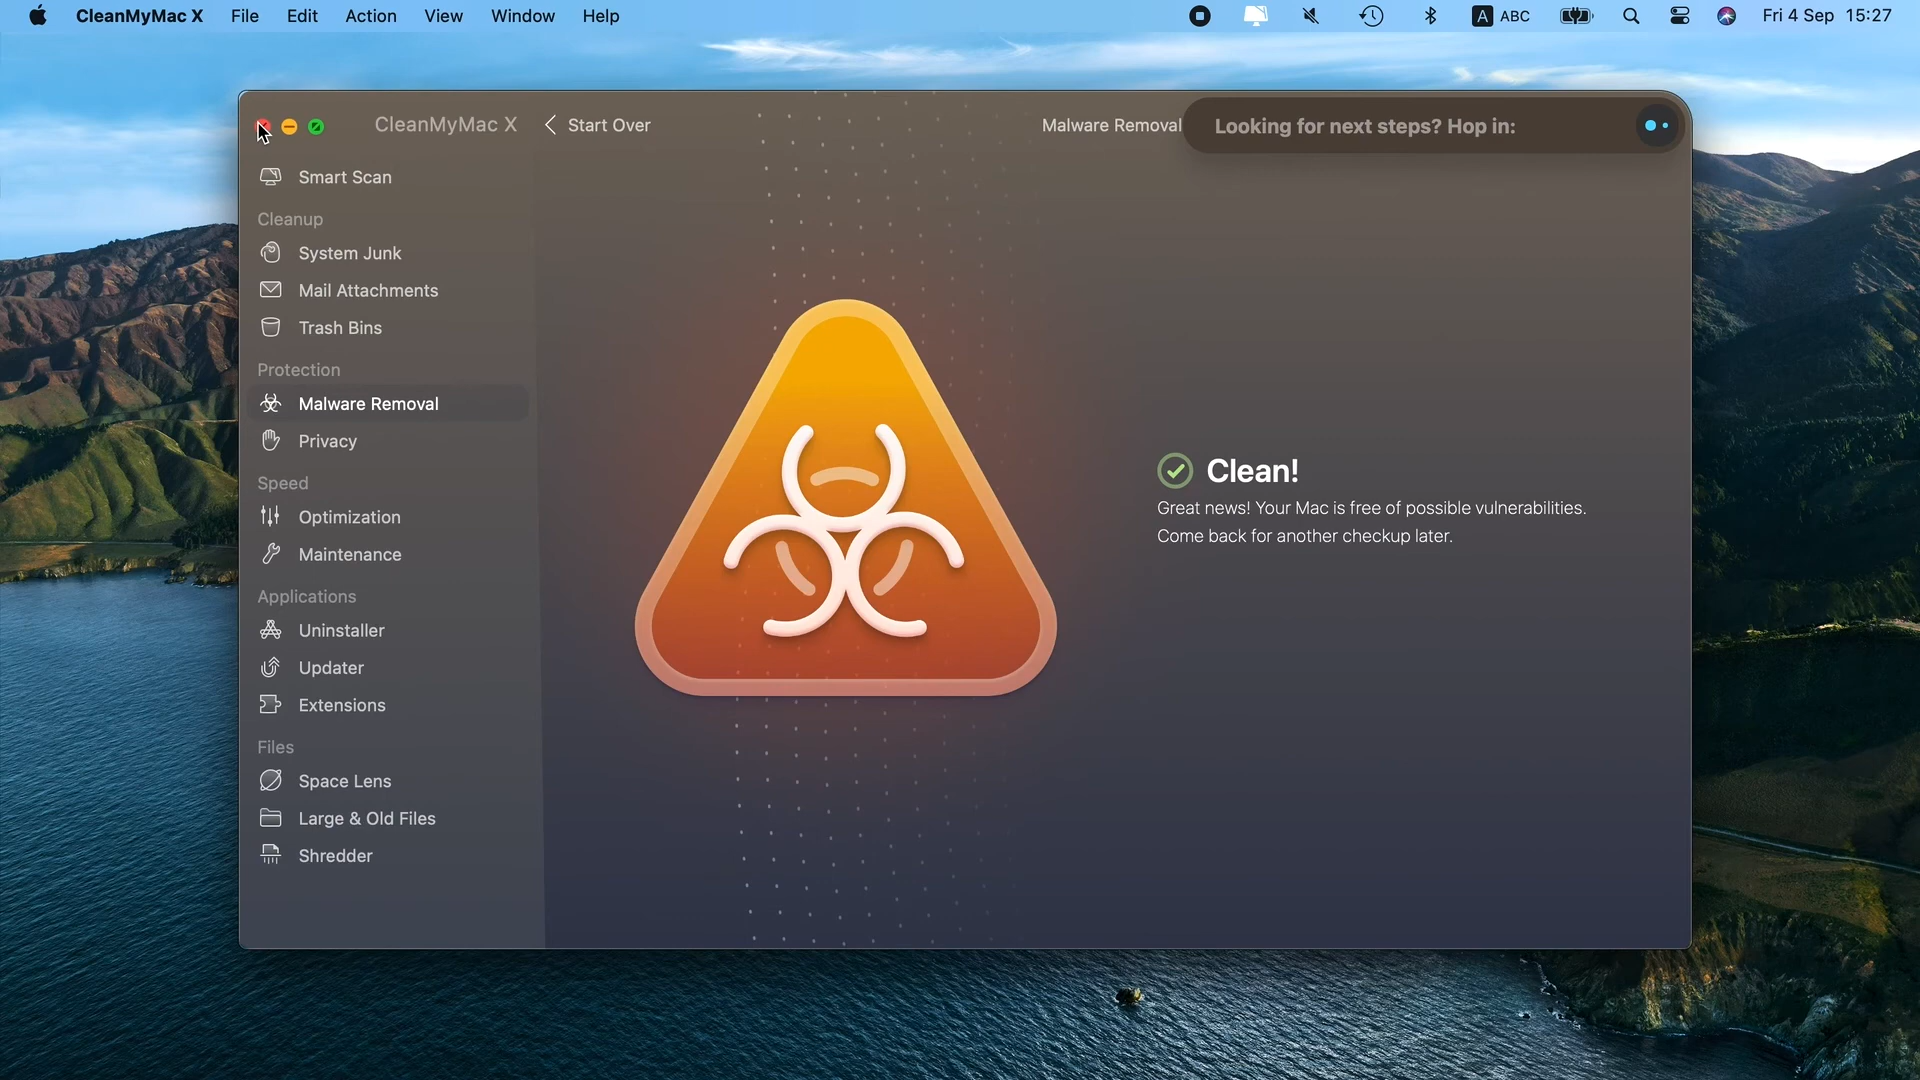 CleanMyMac X File Edit Action View Window Help A ABC Fri 4 Sep 15:27
CleanMyMac X Start Over Malware Removal Looking for next steps? Hop in:
Smart Scan
Cleanup
System Junk
Mail Attachments
Trash Bins
Protection
Malware Removal
Privacy
Speed
Optimization
Maintenance
Applications
Uninstaller
Updater
Extensions
Files
Space Lens
Large & Old Files
Shredder
Clean!
Great news! Your Mac is free of possible vulnerabilities.
Come back for another checkup later.